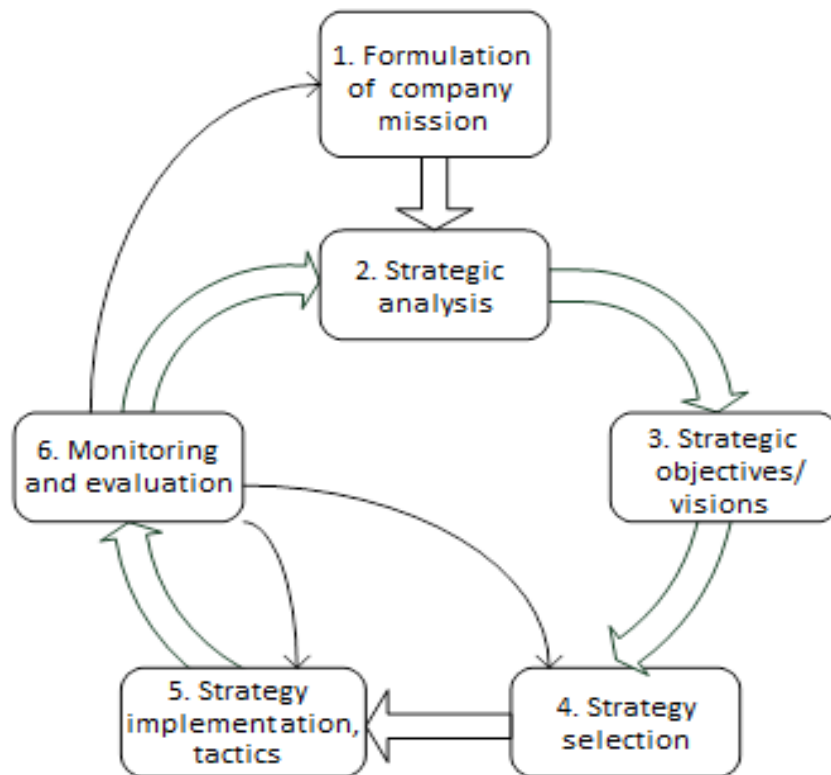 1. Formulation
of company
mission
2. Strategic
analysis
3. Strategic
objectives/
visions
4. Strategy
selection
5. Strategy
implementation,
tactics
6. Monitoring
and evaluation